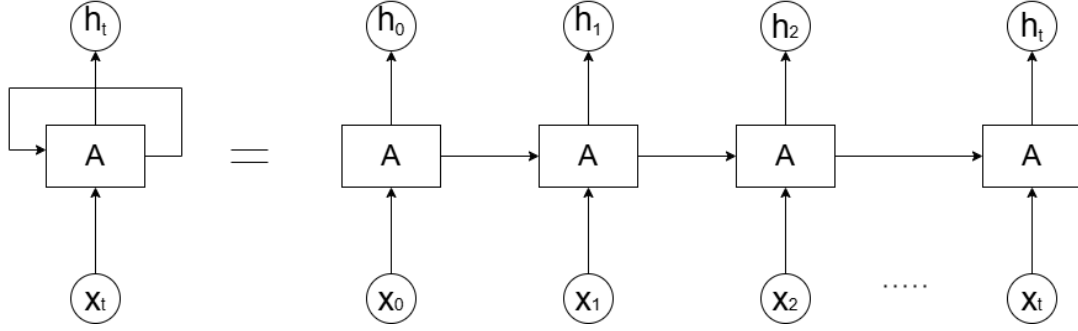 hₜ h₀ h₁ h₂ hₜ
A = A A A A
xₜ x₀ x₁ x₂ ..... xₜ